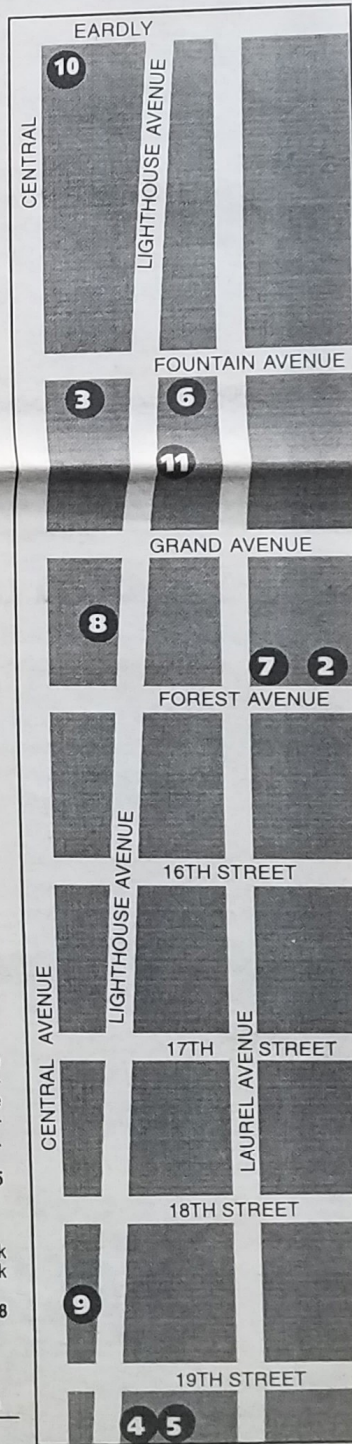 EARDLY
10
CENTRAL
LIGHTHOUSE AVENUE
FOUNTAIN AVENUE
3
6
11
GRAND AVENUE
8
7
2
FOREST AVENUE
LIGHTHOUSE AVENUE
16TH STREET
CENTRAL AVENUE
17TH STREET
LAUREL AVENUE
18TH STREET
k
k
8
9
19TH STREET
4
5